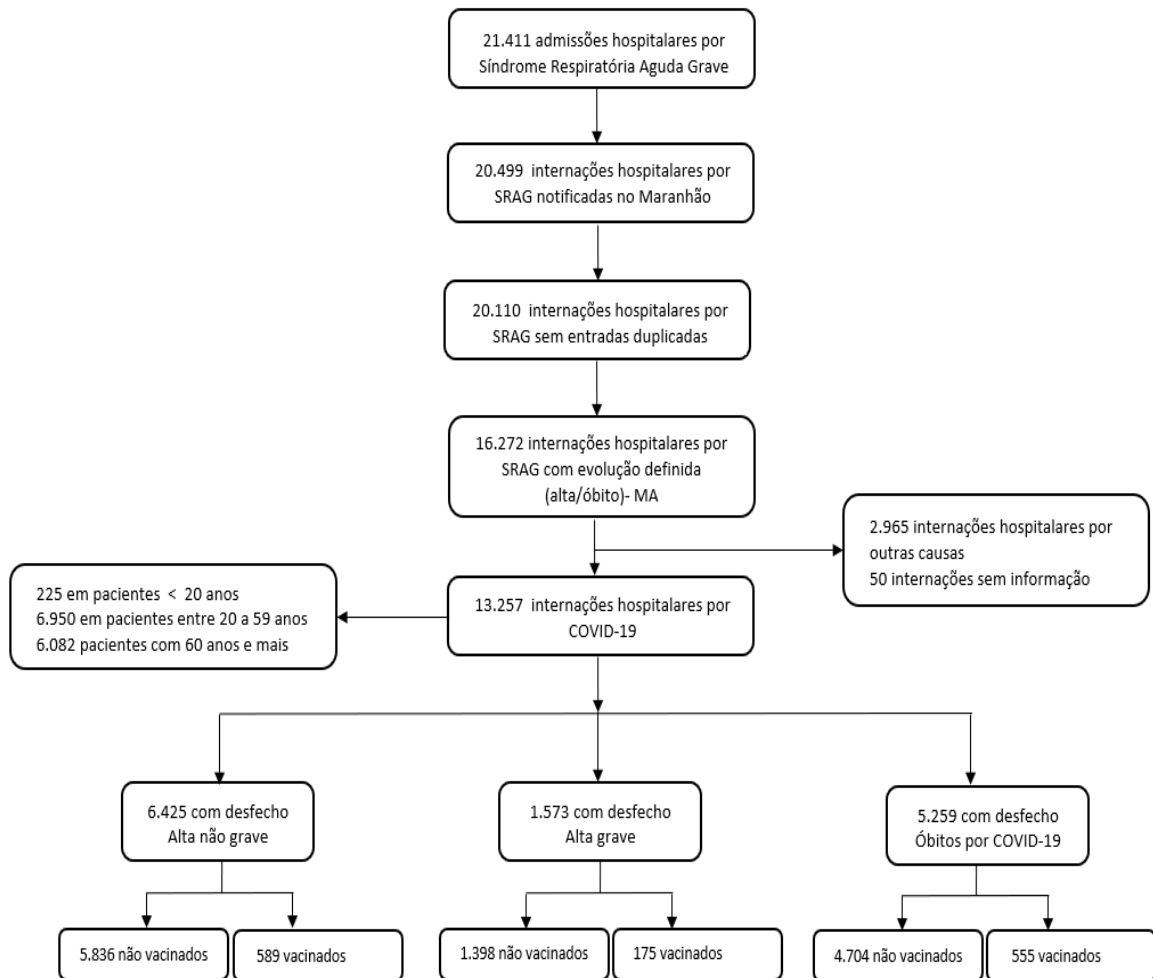 21.411 admissões hospitalares por
Síndrome Respiratória Aguda Grave
20.499 internações hospitalares por
SRAG notificadas no Maranhão
20.110 internações hospitalares por
SRAG sem entradas duplicadas
16.272 internações hospitalares por
SRAG com evolução definida
(alta/óbito)- MA
2.965 internações hospitalares por
outras causas
50 internações sem informação
225 em pacientes < 20 anos
6.950 em pacientes entre 20 a 59 anos
6.082 pacientes com 60 anos e mais
13.257 internações hospitalares por
COVID-19
6.425 com desfecho
Alta não grave
1.573 com desfecho
Alta grave
5.259 com desfecho
Óbitos por COVID-19
5.836 não vacinados
589 vacinados
1.398 não vacinados
175 vacinados
4.704 não vacinados
555 vacinados